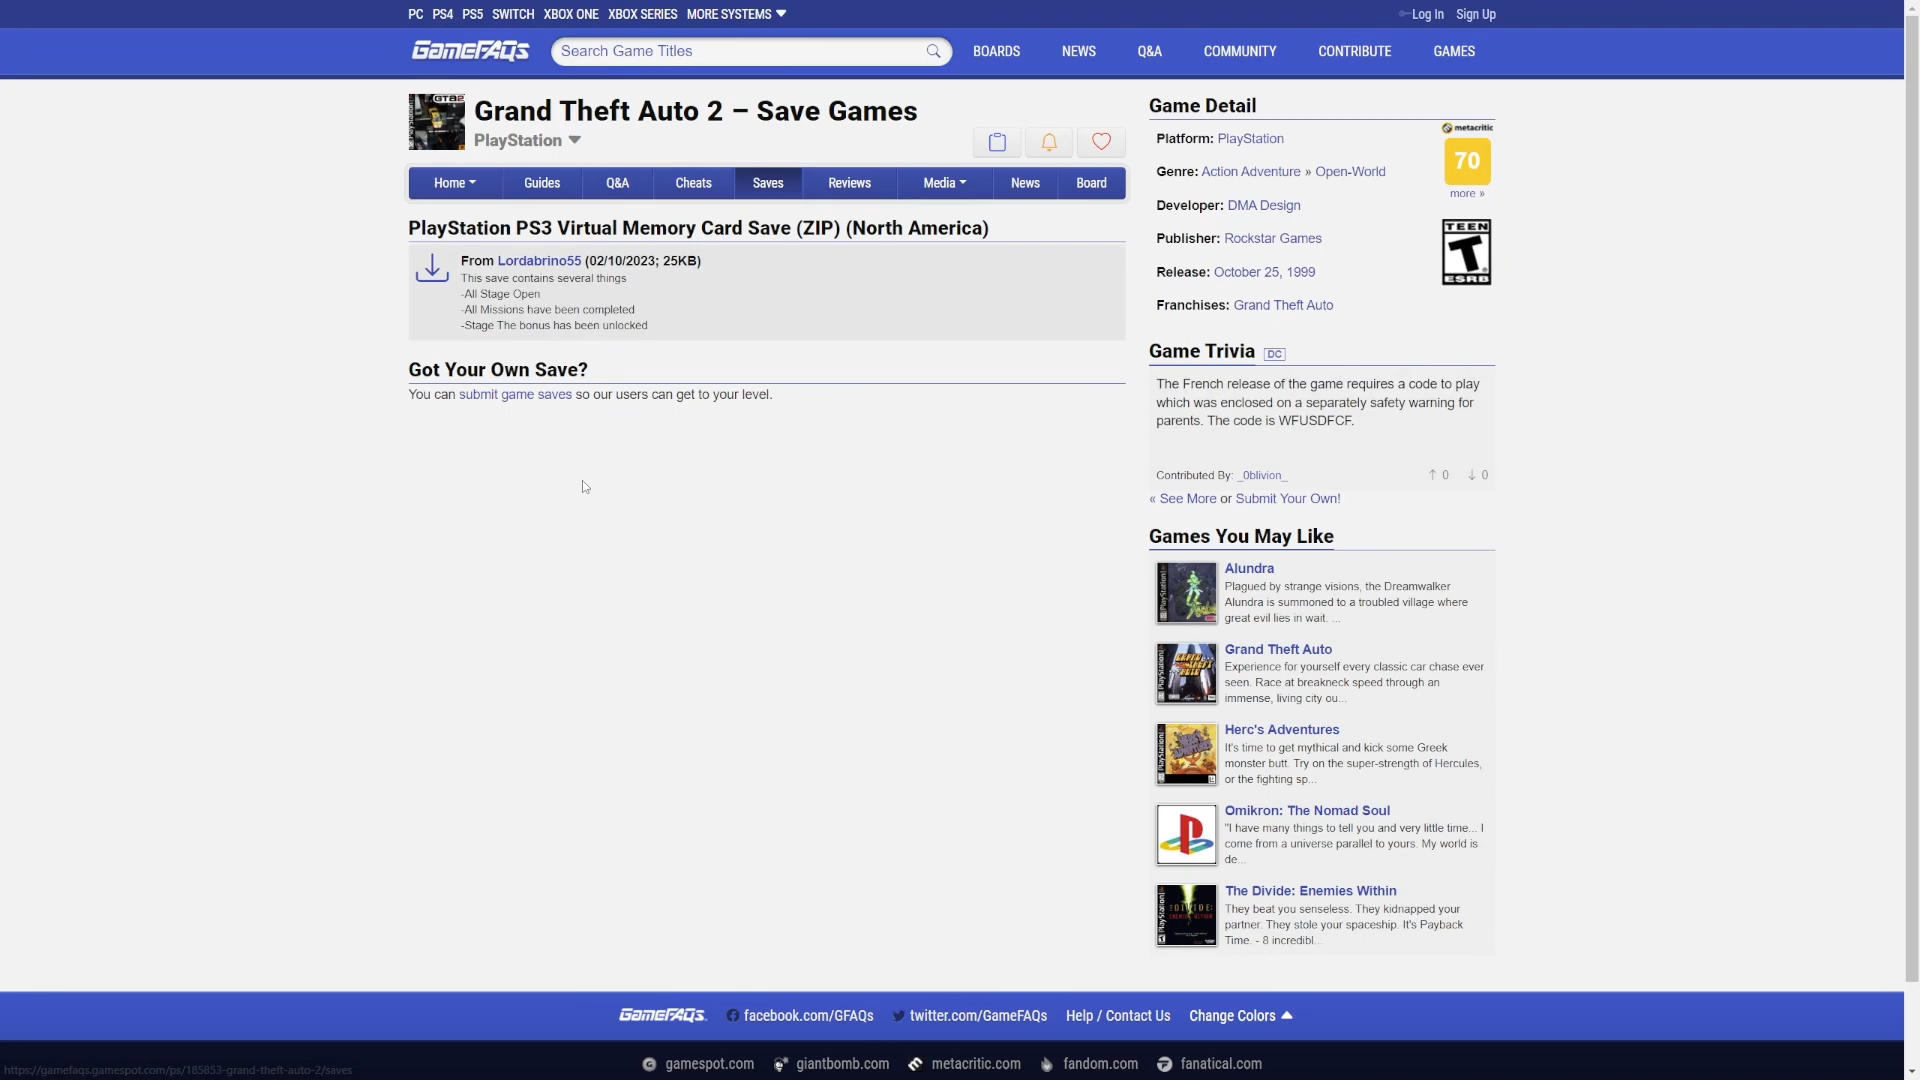 PC PS4 PS5 SWITCH XBOX ONE XBOX SERIES MORE SYSTEMS
Log In Sign Up
GameFAQs
Search Game Titles
BOARDS NEWS Q&A COMMUNITY CONTRIBUTE GAMES
Grand Theft Auto 2 – Save Games
PlayStation
Home Guides Q&A Cheats Saves Reviews Media News Board
PlayStation PS3 Virtual Memory Card Save (ZIP) (North America)
From Lordabrino55 (02/10/2023; 25KB)
This save contains several things
-All Stage Open
-All Missions have been completed
-Stage The bonus has been unlocked
Got Your Own Save?
You can submit game saves so our users can get to your level.
Game Detail
Platform: PlayStation
Genre: Action Adventure » Open-World
Developer: DMA Design
Publisher: Rockstar Games
Release: October 25, 1999
Franchises: Grand Theft Auto
metacritic
70
more »
TEEN
T
ESRB
Game Trivia DC
The French release of the game requires a code to play
which was enclosed on a separately safety warning for
parents. The code is WFUSDFCF.
Contributed By: _0blivion_
0 0
« See More or Submit Your Own!
Games You May Like
Alundra
Plagued by strange visions, the Dreamwalker
Alundra is summoned to a troubled village where
great evil lies in wait. ...
Grand Theft Auto
Experience for yourself every classic car chase ever
seen. Race at breakneck speed through an
immense, living city ou...
Herc's Adventures
It's time to get mythical and kick some Greek
monster butt. Try on the super-strength of Hercules,
or the fighting sp...
Omikron: The Nomad Soul
"I have many things to tell you and very little time... I
come from a universe parallel to yours. My world is
de...
The Divide: Enemies Within
They beat you senseless. They kidnapped your
partner. They stole your spaceship. It's Payback
Time. - 8 incredibl...
GameFAQs facebook.com/GFAQs twitter.com/GameFAQs Help / Contact Us Change Colors
gamespot.com giantbomb.com metacritic.com fandom.com fanatical.com
https://gamefaqs.gamespot.com/ps/185853-grand-theft-auto-2/saves